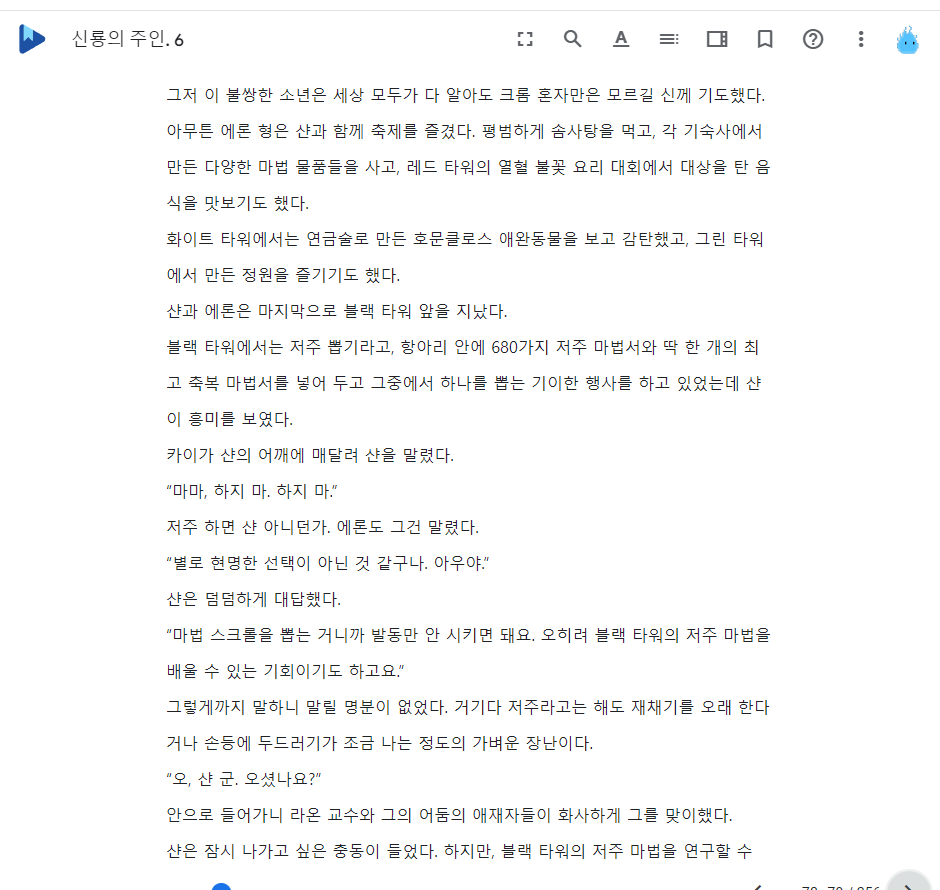 신룡의 주인. 6
그저 이 불쌍한 소년은 세상 모두가 다 알아도 크롬 혼자만은 모르길 신께 기도했다.
아무튼 에론 형은 샨과 함께 축제를 즐겼다. 평범하게 솜사탕을 먹고, 각 기숙사에서
만든 다양한 마법 물품들을 사고, 레드 타워의 열혈 불꽃 요리 대회에서 대상을 탄 음
식을 맛보기도 했다.
화이트 타워에서는 연금술로 만든 호문클로스 애완동물을 보고 감탄했고, 그린 타워
에서 만든 정원을 즐기기도 했다.
샨과 에론은 마지막으로 블랙 타워 앞을 지났다.
블랙 타워에서는 저주 뽑기라고, 항아리 안에 680가지 저주 마법서와 딱 한 개의 최
고 축복 마법서를 넣어 두고 그중에서 하나를 뽑는 기이한 행사를 하고 있었는데 샨
이 흥미를 보였다.
카이가 샨의 어깨에 매달려 샨을 말렸다.
“마마, 하지 마. 하지 마.”
저주 하면 샨 아니던가. 에론도 그건 말렸다.
“별로 현명한 선택이 아닌 것 같구나. 아우야.”
샨은 덤덤하게 대답했다.
“마법 스크롤을 뽑는 거니까 발동만 안 시키면 돼요. 오히려 블랙 타워의 저주 마법을
배울 수 있는 기회이기도 하고요.”
그렇게까지 말하니 말릴 명분이 없었다. 거기다 저주라고는 해도 재채기를 오래 한다
거나 손등에 두드러기가 조금 나는 정도의 가벼운 장난이다.
“오, 샨 군. 오셨나요?”
안으로 들어가니 라온 교수와 그의 어둠의 애재자들이 화사하게 그를 맞이했다.
샨은 잠시 나가고 싶은 충동이 들었다. 하지만, 블랙 타워의 저주 마법을 연구할 수